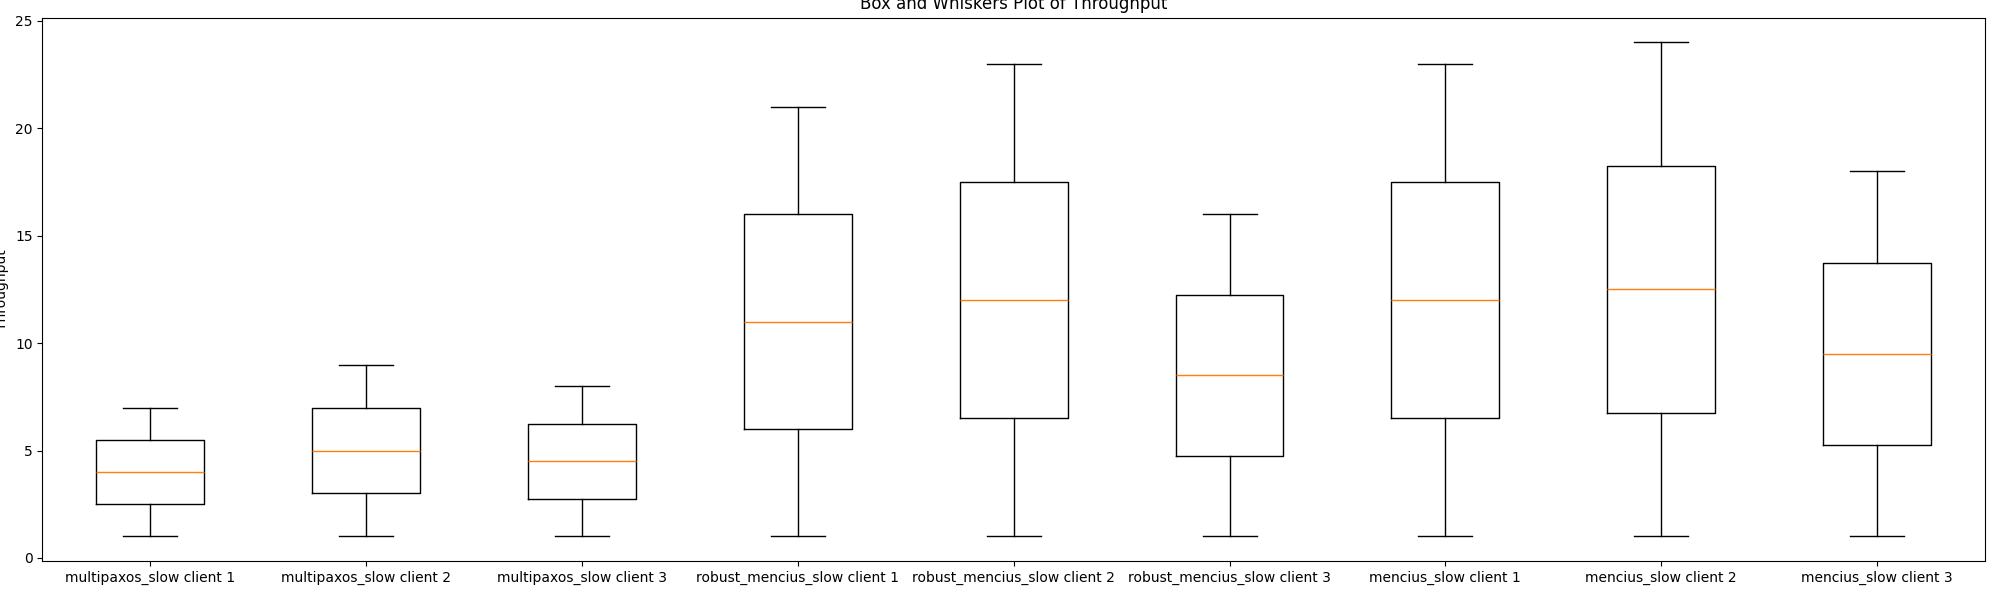 Box and Whiskers Plot of Throughput
25
20
15
10
5
0
Throughput
multipaxos_slow client 1
multipaxos_slow client 2
multipaxos_slow client 3
robust_mencius_slow client 1
robust_mencius_slow client 2
robust_mencius_slow client 3
mencius_slow client 1
mencius_slow client 2
mencius_slow client 3